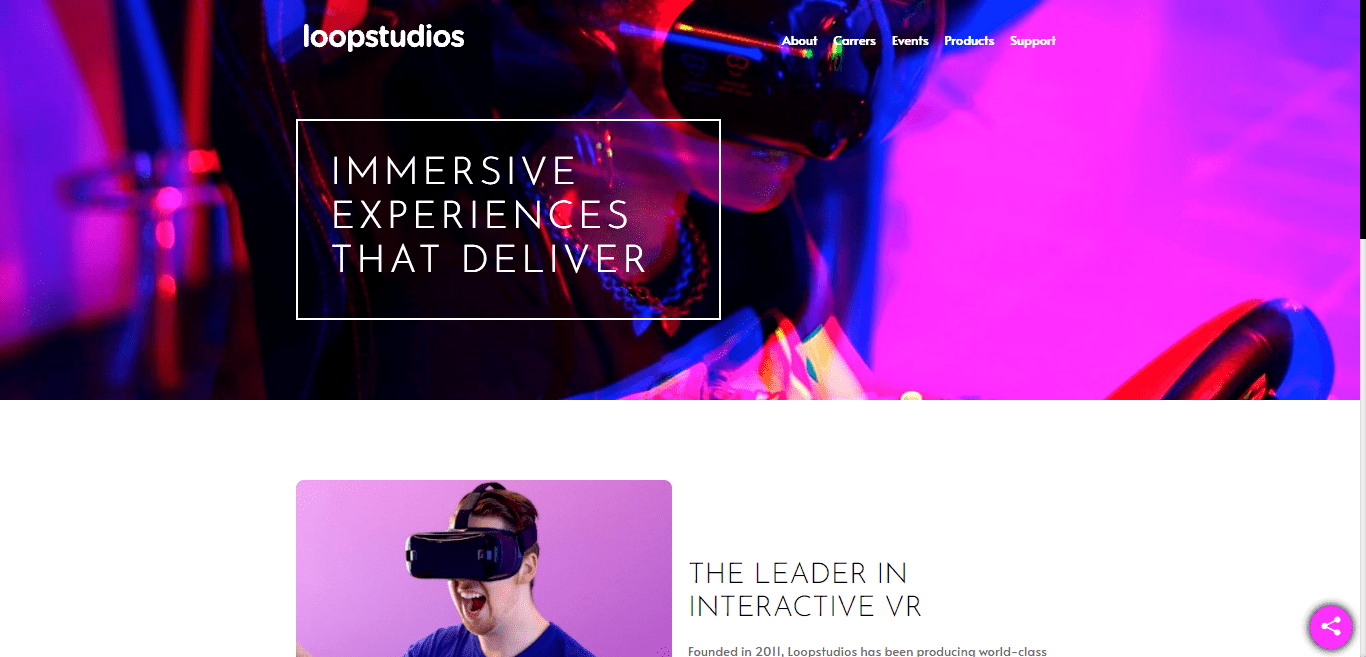 loopstudios
About Carrers Events Products Support
IMMERSIVE
EXPERIENCES
THAT DELIVER
THE LEADER IN
INTERACTIVE VR
Founded in 2011, Loopstudios has been producing world-class